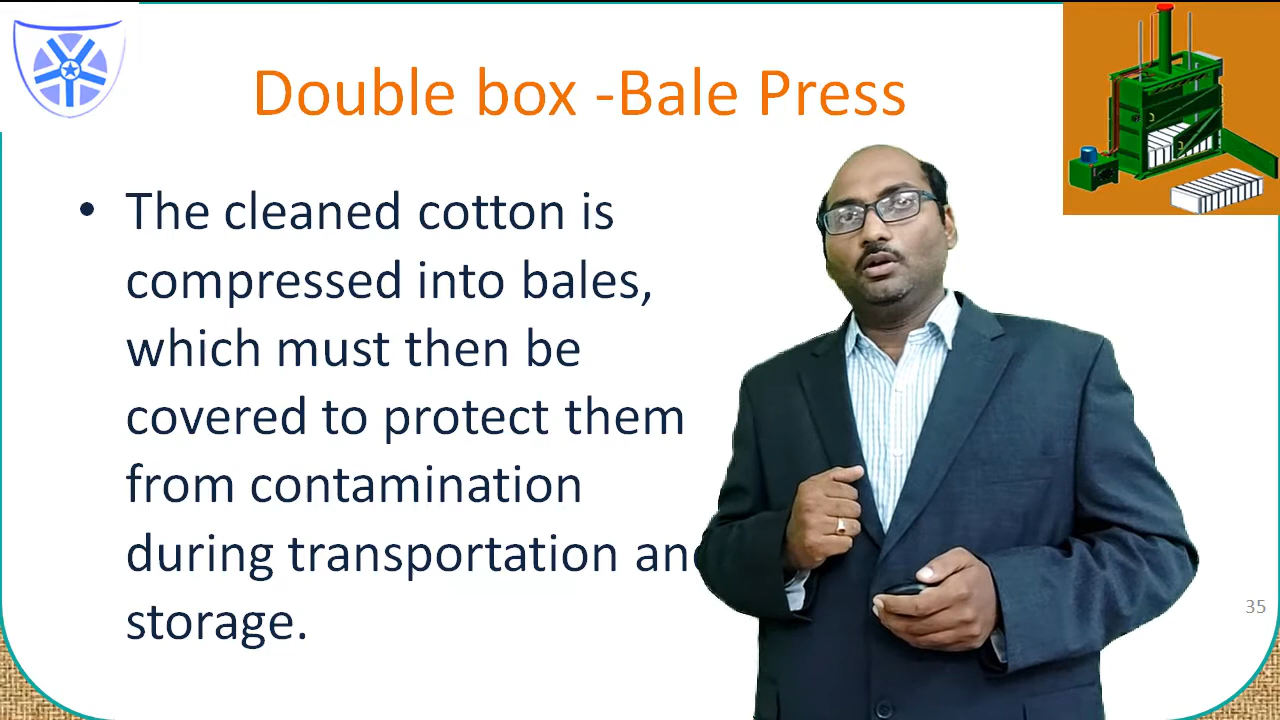 Double box -Bale Press
• The cleaned cotton is
compressed into bales,
which must then be
covered to protect them
from contamination
during transportation an
storage.
35